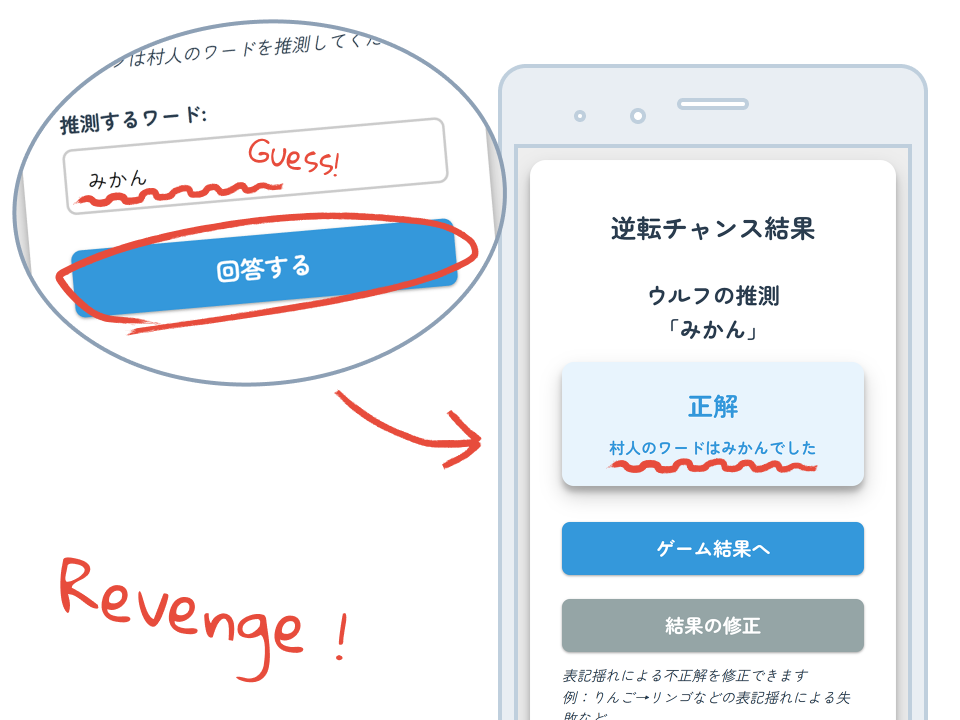 は村人のワードを推測してくだ
推測するワード:
みかん
Guess!
回答する
Revenge !
逆転チャンス結果
ウルフの推測
「みかん」
正解
村人のワードはみかんでした
ゲーム結果へ
結果の修正
表記揺れによる不正解を修正できます
例：りんご→リンゴなどの表記揺れによる失
敗など